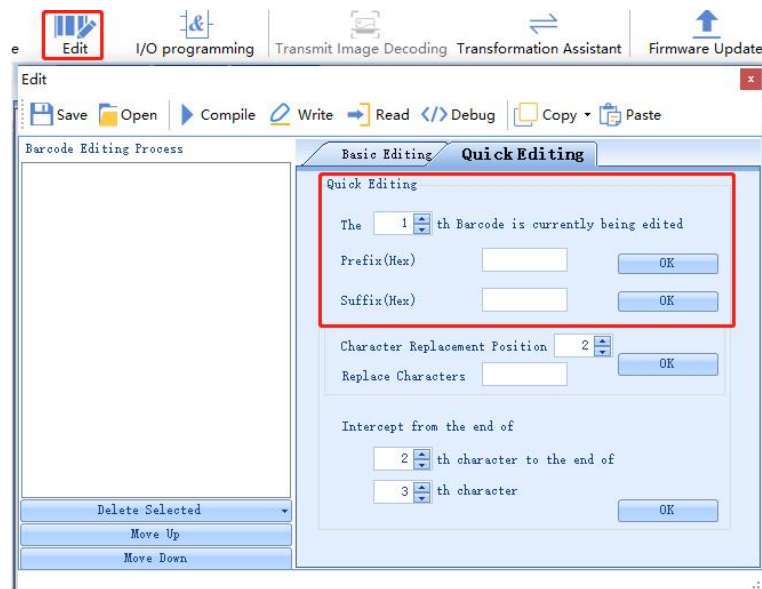 e Edit I/O programming Transmit Image Decoding Transformation Assistant Firmware Update
Edit x
Save Open Compile Write Read </> Debug Copy Paste
Barcode Editing Process
Basic Editing Quick Editing
Quick Editing
The 1 th Barcode is currently being edited
Prefix(Hex) OK
Suffix(Hex) OK
Character Replacement Position 2
OK
Replace Characters
Intercept from the end of
2 th character to the end of
3 th character
Delete Selected OK
Move Up
Move Down